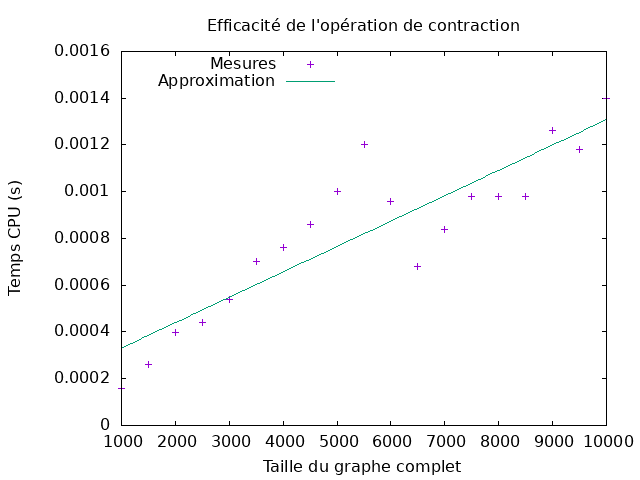 Efficacité de l'opération de contraction
Mesures
Approximation
0.0016
0.0014
0.0012
0.001
0.0008
0.0006
0.0004
0.0002
0
Temps CPU (s)
1000 2000 3000 4000 5000 6000 7000 8000 9000 10000
Taille du graphe complet